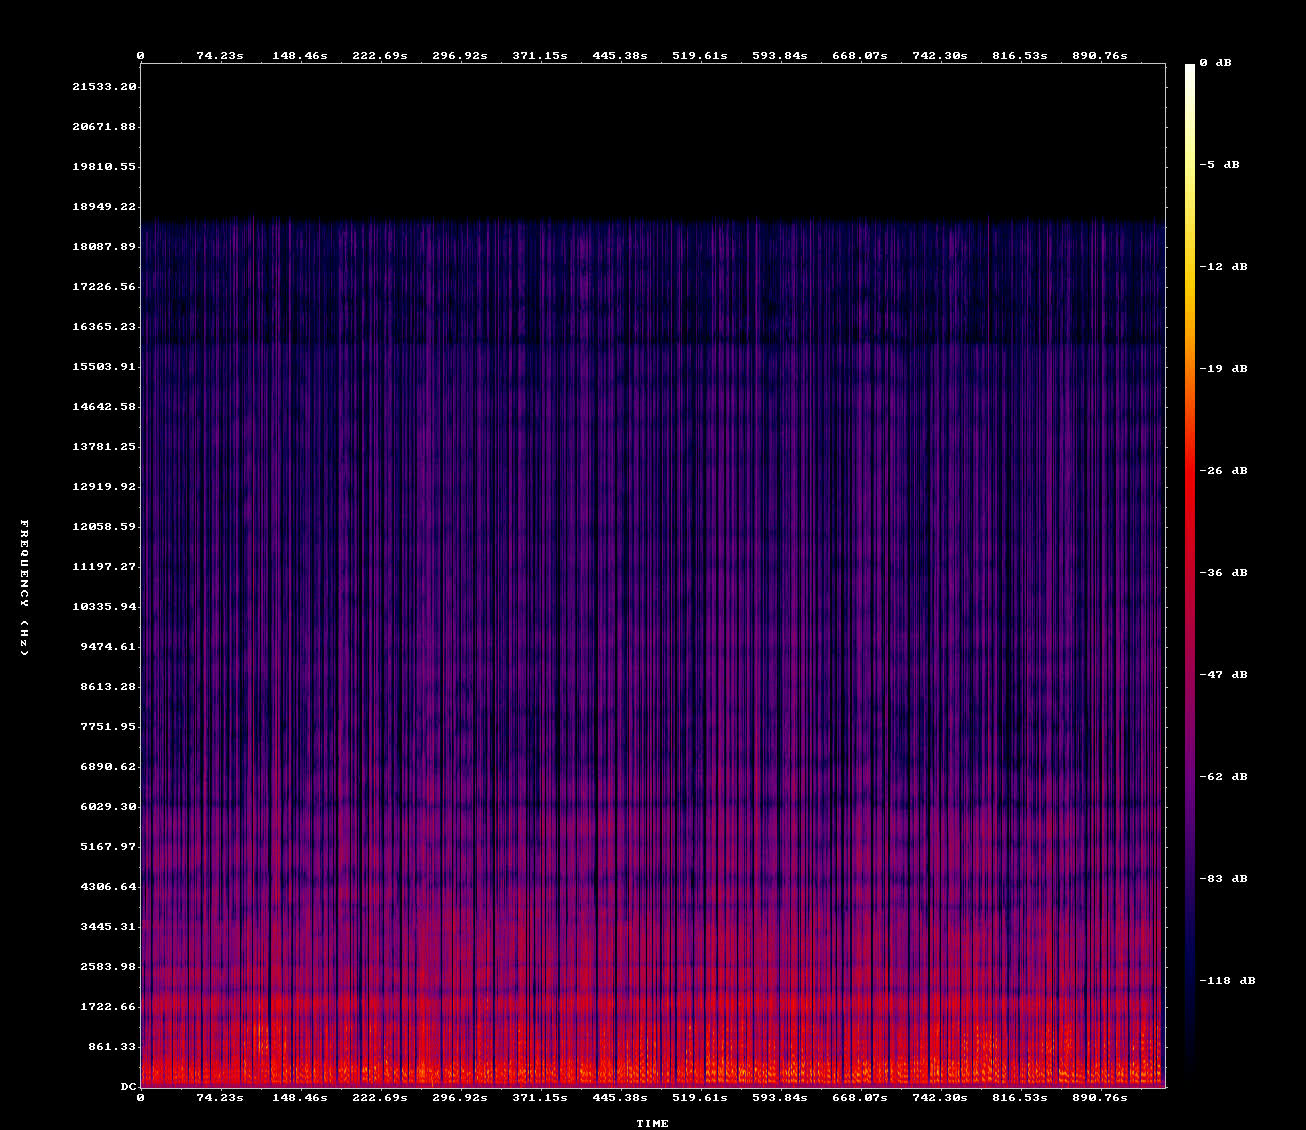 0 74.23s 148.46s 222.69s 296.92s 371.15s 445.38s 519.61s 593.84s 668.07s 742.30s 816.53s 890.76s
0 dB
21533.20
20671.88
19810.55
-5 dB
18949.22
18087.89
-12 dB
17226.56
16365.23
15503.91
-19 dB
14642.58
13781.25
-26 dB
12919.92
12058.59
11197.27
-36 dB
10335.94
9474.61
-47 dB
8613.28
7751.95
6890.62
-62 dB
6029.30
5167.97
4306.64
-83 dB
3445.31
2583.98
-118 dB
1722.66
861.33
DC
FREQUENCY (Hz)
0 74.23s 148.46s 222.69s 296.92s 371.15s 445.38s 519.61s 593.84s 668.07s 742.30s 816.53s 890.76s
TIME